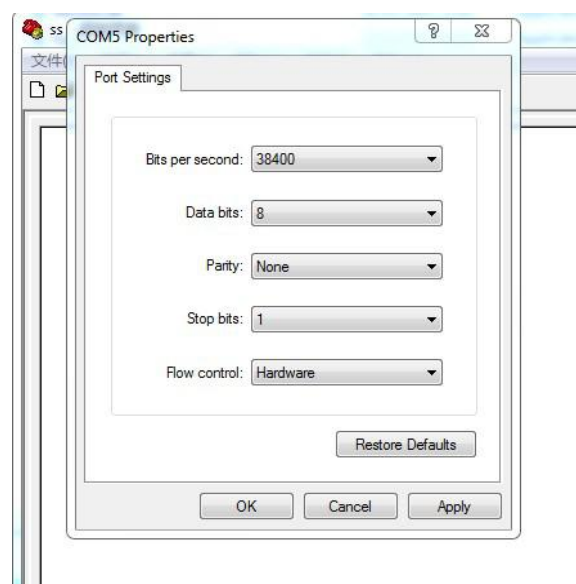 ss
COM5 Properties
文件(
Port Settings
Bits per second: 38400
Data bits: 8
Parity: None
Stop bits: 1
Flow control: Hardware
Restore Defaults
OK Cancel Apply